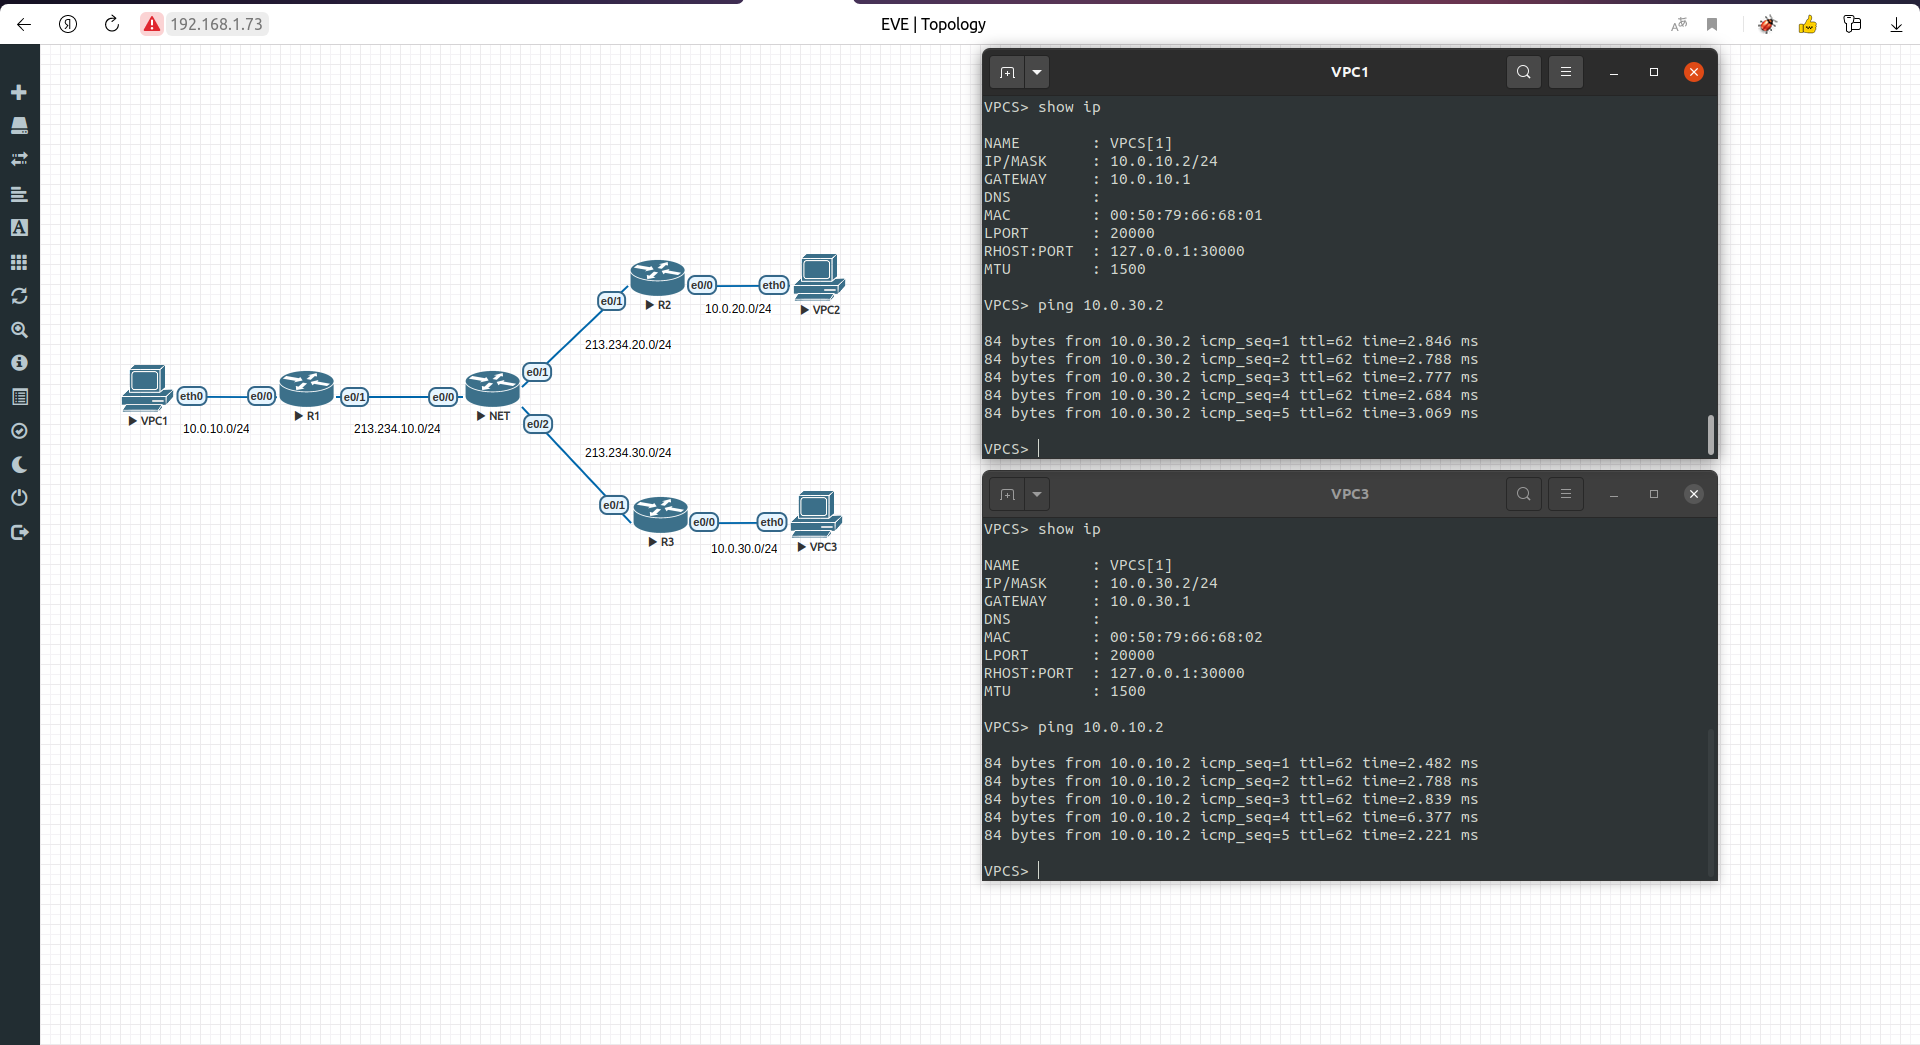 192.168.1.73
EVE | Topology
VPC1
VPCS> show ip
NAME : VPCS[1]
IP/MASK : 10.0.10.2/24
GATEWAY : 10.0.10.1
DNS :
MAC : 00:50:79:66:68:01
LPORT : 20000
RHOST:PORT : 127.0.0.1:30000
MTU : 1500
VPCS> ping 10.0.30.2
84 bytes from 10.0.30.2 icmp_seq=1 ttl=62 time=2.846 ms
84 bytes from 10.0.30.2 icmp_seq=2 ttl=62 time=2.788 ms
84 bytes from 10.0.30.2 icmp_seq=3 ttl=62 time=2.777 ms
84 bytes from 10.0.30.2 icmp_seq=4 ttl=62 time=2.684 ms
84 bytes from 10.0.30.2 icmp_seq=5 ttl=62 time=3.069 ms
VPCS>
VPC3
VPCS> show ip
NAME : VPCS[1]
IP/MASK : 10.0.30.2/24
GATEWAY : 10.0.30.1
DNS :
MAC : 00:50:79:66:68:02
LPORT : 20000
RHOST:PORT : 127.0.0.1:30000
MTU : 1500
VPCS> ping 10.0.10.2
84 bytes from 10.0.10.2 icmp_seq=1 ttl=62 time=2.482 ms
84 bytes from 10.0.10.2 icmp_seq=2 ttl=62 time=2.788 ms
84 bytes from 10.0.10.2 icmp_seq=3 ttl=62 time=2.839 ms
84 bytes from 10.0.10.2 icmp_seq=4 ttl=62 time=6.377 ms
84 bytes from 10.0.10.2 icmp_seq=5 ttl=62 time=2.221 ms
VPCS>
e0/1
R2
e0/0
eth0
VPC2
10.0.20.0/24
213.234.20.0/24
e0/1
VPC1
eth0
e0/0
R1
e0/1
e0/0
NET
10.0.10.0/24
213.234.10.0/24
e0/2
213.234.30.0/24
e0/1
R3
e0/0
eth0
VPC3
10.0.30.0/24